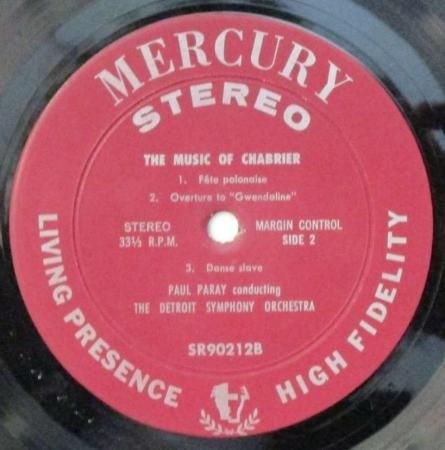 MERCURY
STEREO
THE MUSIC OF CHABRIER
1. Fête polonaise
2. Overture to "Gwendoline"
STEREO
33⅓ R.P.M.
MARGIN CONTROL
SIDE 2
3. Danse slave
PAUL PARAY conducting
THE DETROIT SYMPHONY ORCHESTRA
SR90212B
LIVING PRESENCE
HIGH FIDELITY